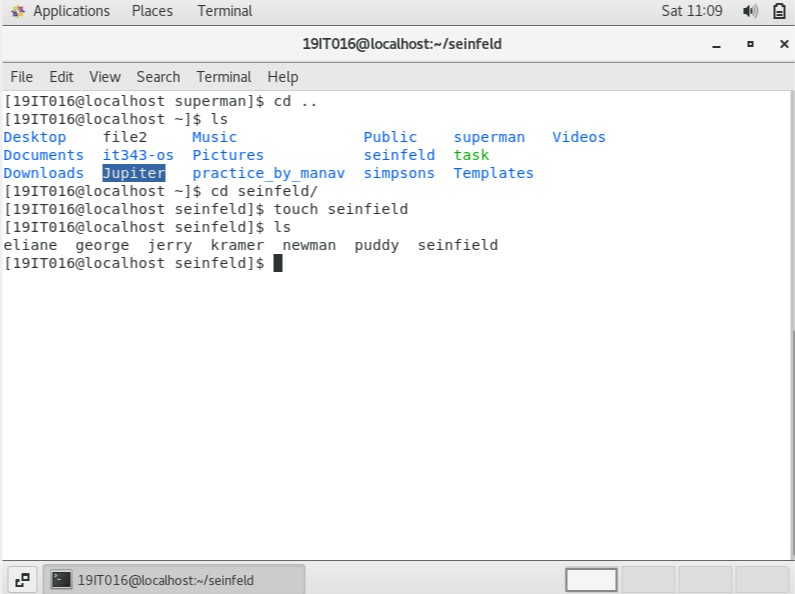 Applications Places Terminal Sat 11:09
19IT016@localhost:~/seinfeld
File Edit View Search Terminal Help
[19IT016@localhost superman]$ cd ..
[19IT016@localhost ~]$ ls
Desktop file2 Music Public superman Videos
Documents it343-os Pictures seinfeld task
Downloads Jupiter practice_by_manav simpsons Templates
[19IT016@localhost ~]$ cd seinfeld/
[19IT016@localhost seinfeld]$ touch seinfield
[19IT016@localhost seinfeld]$ ls
eliane george jerry kramer newman puddy seinfield
[19IT016@localhost seinfeld]$
19IT016@localhost:~/seinfeld